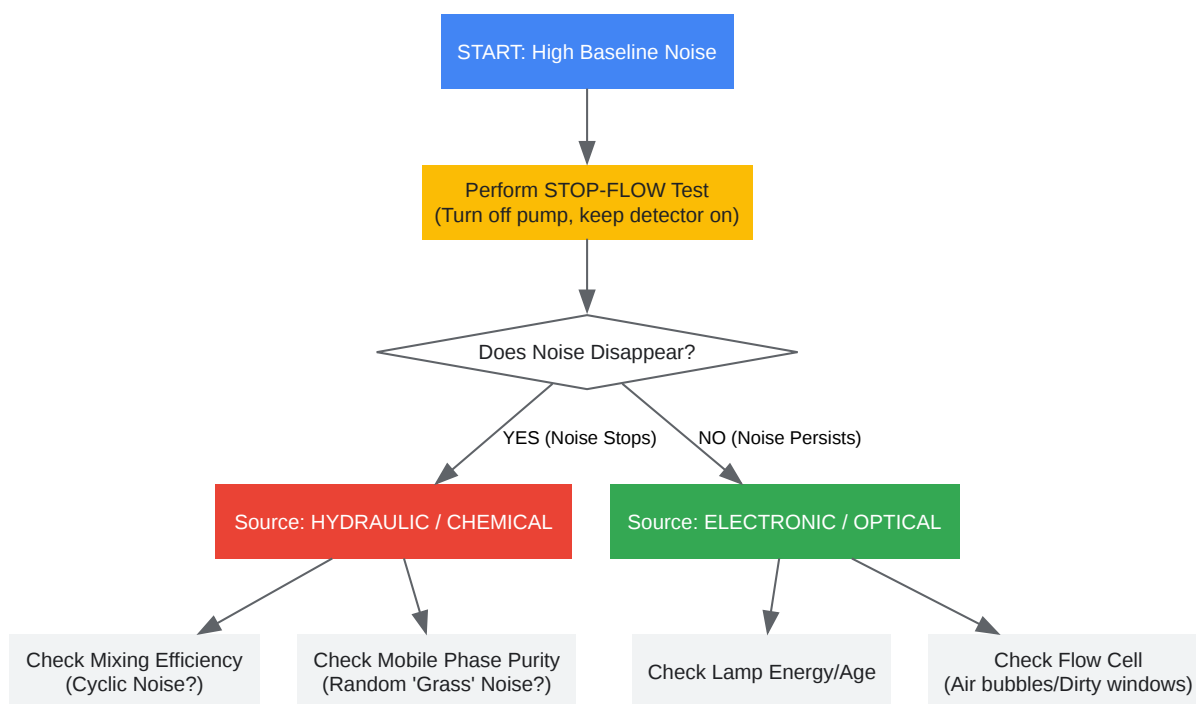 START: High Baseline Noise
Perform STOP-FLOW Test
(Turn off pump, keep detector on)
Does Noise Disappear?
YES (Noise Stops)
NO (Noise Persists)
Source: HYDRAULIC / CHEMICAL
Source: ELECTRONIC / OPTICAL
Check Mixing Efficiency
(Cyclic Noise?)
Check Mobile Phase Purity
(Random 'Grass' Noise?)
Check Lamp Energy/Age
Check Flow Cell
(Air bubbles/Dirty windows)